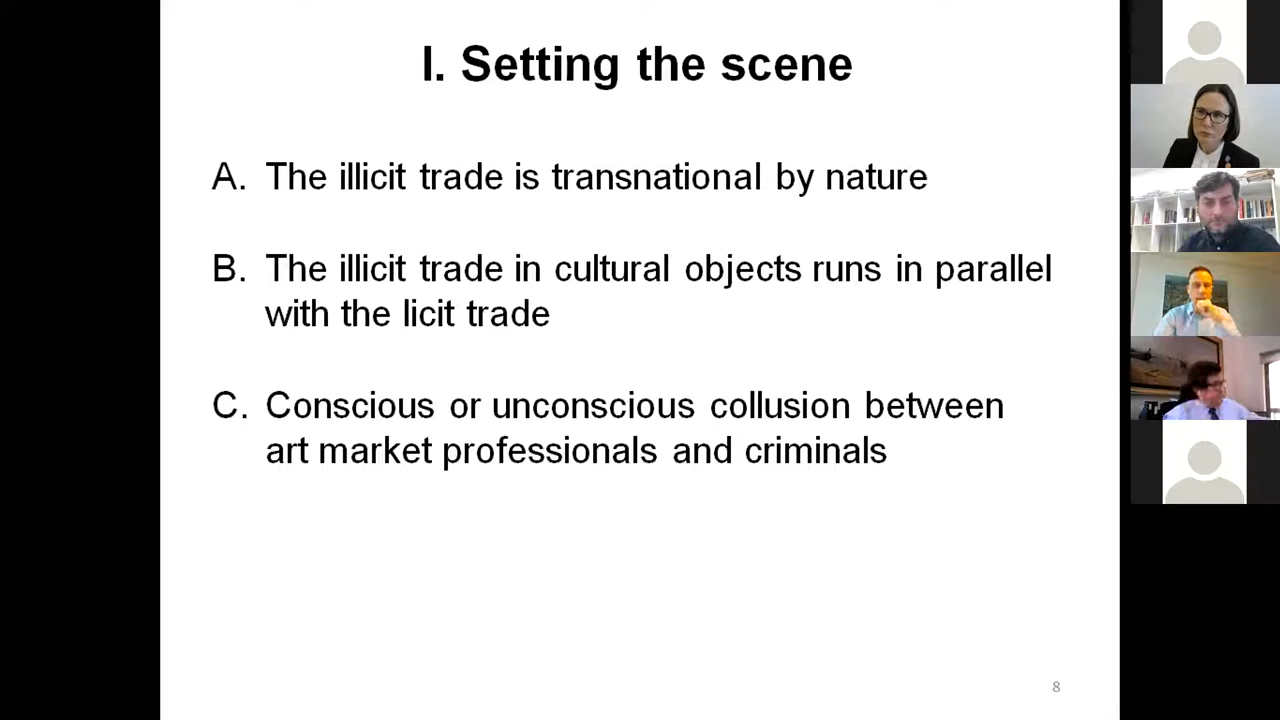 I. Setting the scene
A. The illicit trade is transnational by nature
B. The illicit trade in cultural objects runs in parallel
with the licit trade
C. Conscious or unconscious collusion between
art market professionals and criminals
8